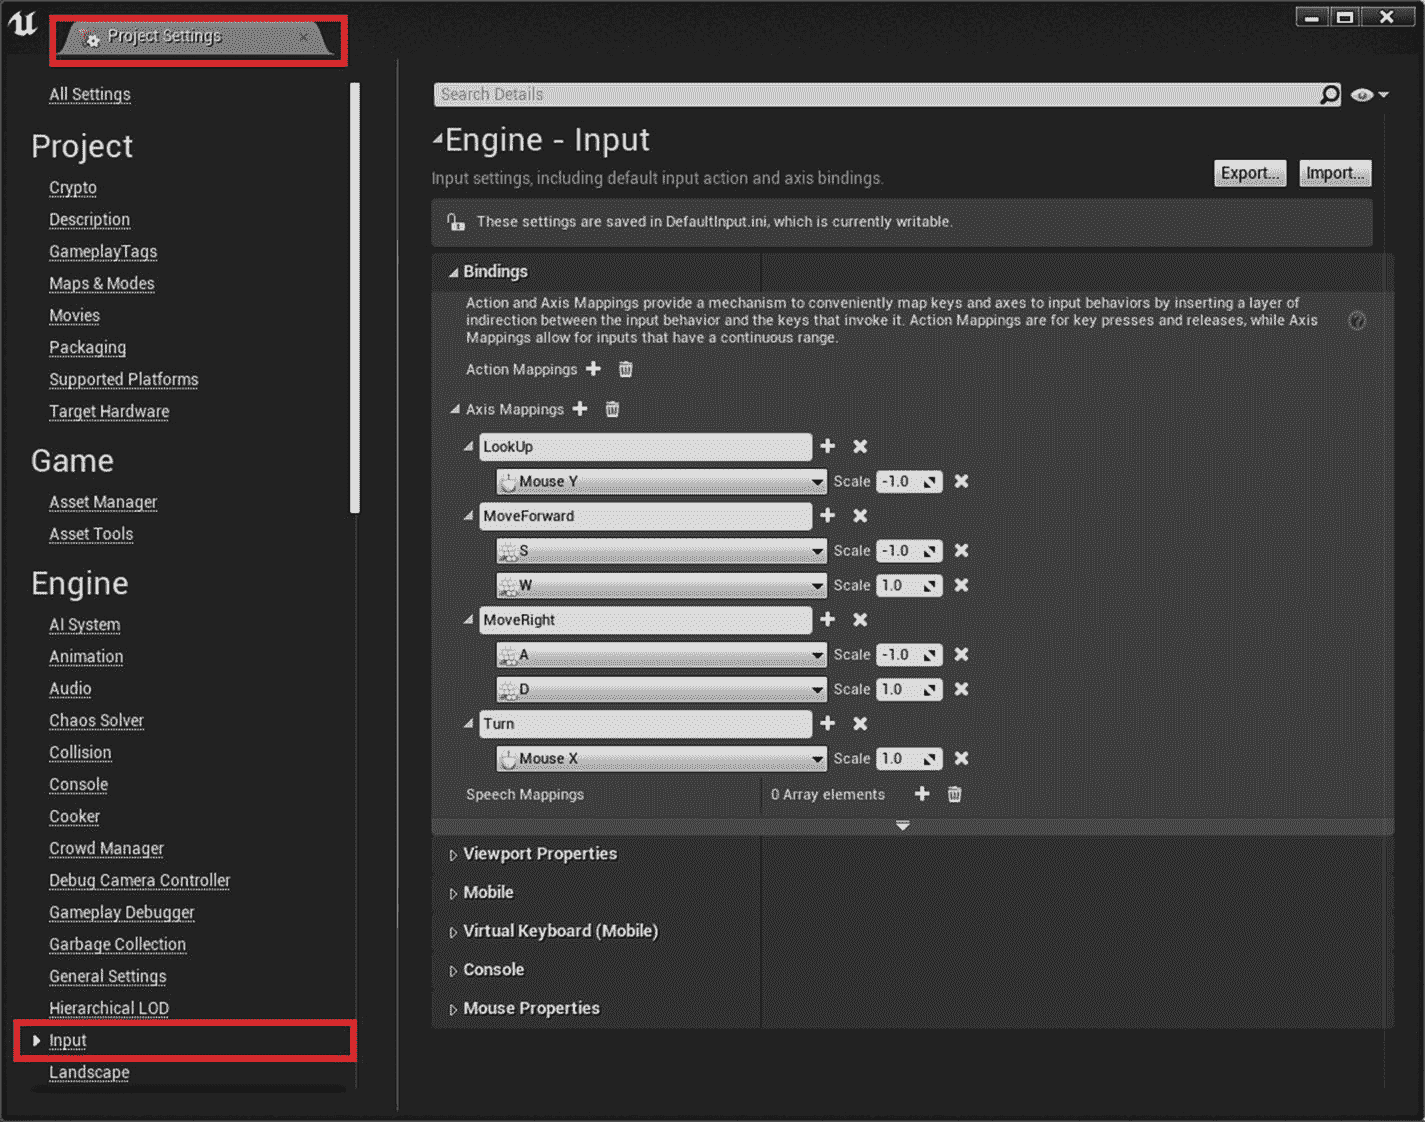 Project Settings
All Settings
Project
Crypto
Description
GameplayTags
Maps & Modes
Movies
Packaging
Supported Platforms
Target Hardware
Game
Asset Manager
Asset Tools
Engine
AI System
Animation
Audio
Chaos Solver
Collision
Console
Cooker
Crowd Manager
Debug Camera Controller
Gameplay Debugger
Garbage Collection
General Settings
Hierarchical LOD
Input
Landscape
Search Details
Engine - Input
Input settings, including default input action and axis bindings.
Export... Import...
These settings are saved in DefaultInput.ini, which is currently writable.
Bindings
Action and Axis Mappings provide a mechanism to conveniently map keys and axes to input behaviors by inserting a layer of
indirection between the input behavior and the keys that invoke it. Action Mappings are for key presses and releases, while Axis
Mappings allow for inputs that have a continuous range.
Action Mappings
Axis Mappings
LookUp
Mouse Y Scale -1.0
MoveForward
S Scale -1.0
W Scale 1.0
MoveRight
A Scale -1.0
D Scale 1.0
Turn
Mouse X Scale 1.0
Speech Mappings 0 Array elements
Viewport Properties
Mobile
Virtual Keyboard (Mobile)
Console
Mouse Properties